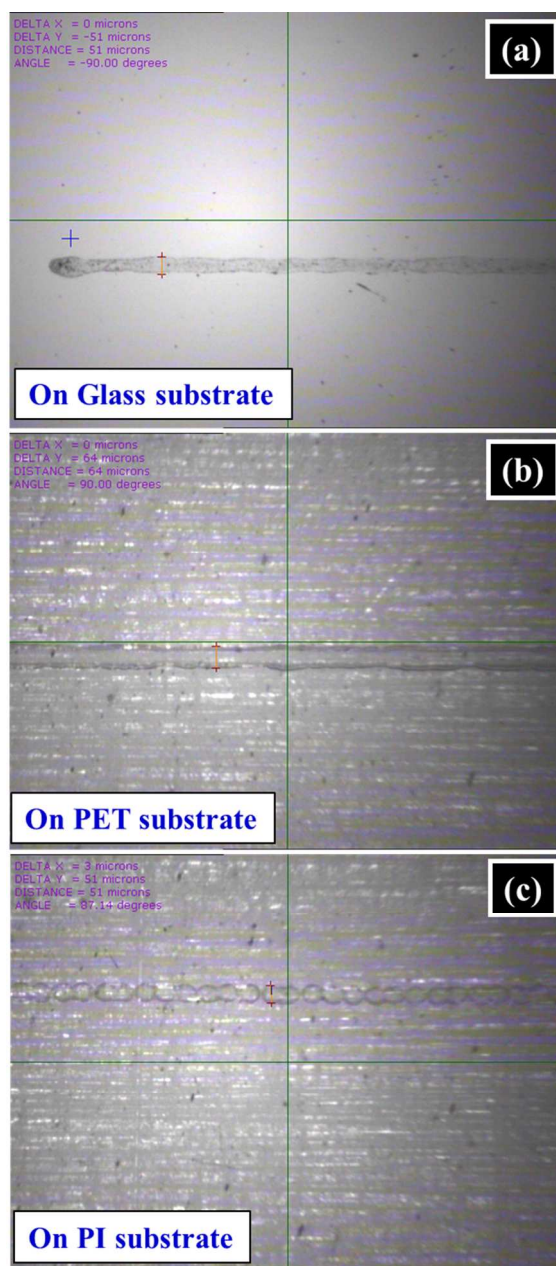 DELTA X = 0 microns
DELTA Y = -51 microns
DISTANCE = 51 microns
ANGLE = -90.00 degrees
(a)
On Glass substrate
DELTA X = 0 microns
DELTA Y = 64 microns
DISTANCE = 64 microns
ANGLE = 90.00 degrees
(b)
On PET substrate
DELTA X = 3 microns
DELTA Y = 51 microns
DISTANCE = 51 microns
ANGLE = 87.14 degrees
(c)
On PI substrate